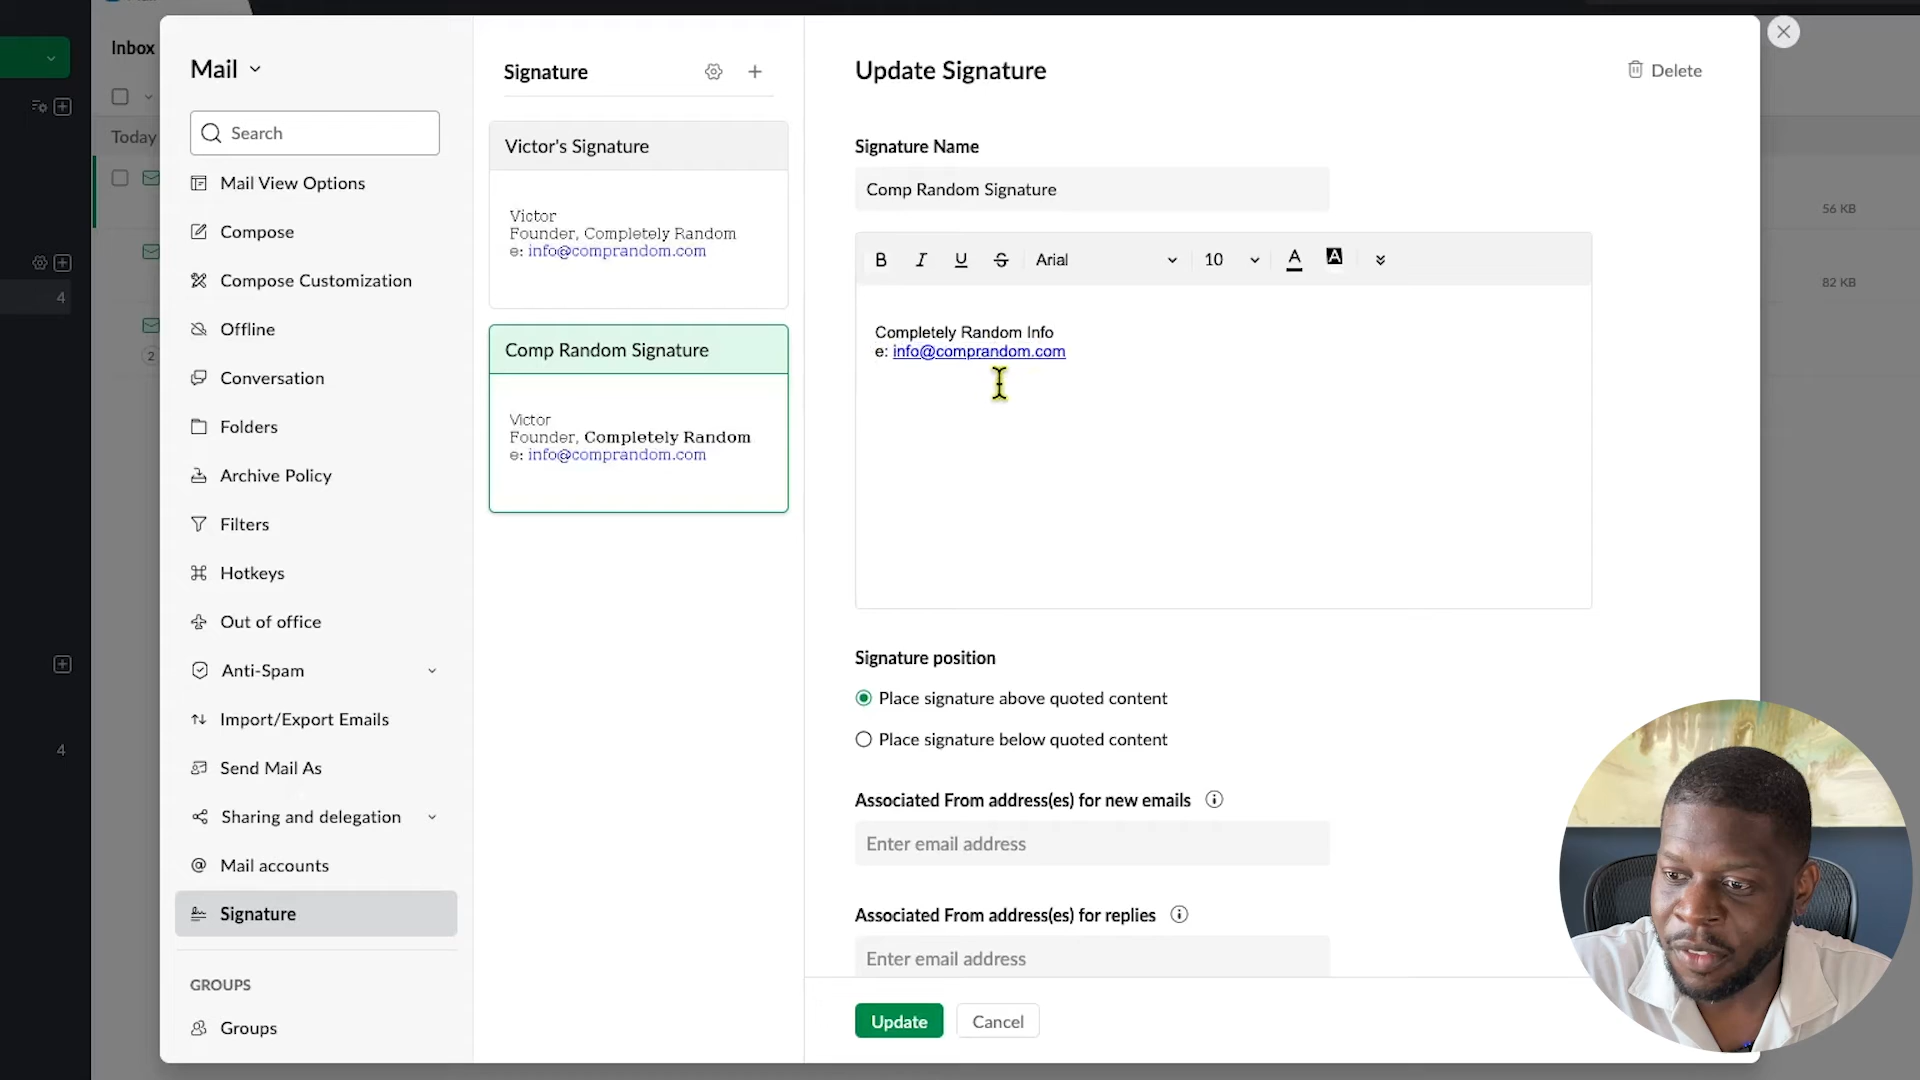 Inbox
Today
4
4
2
56 KB
82 KB
Mail
Search
Mail View Options
Compose
Compose Customization
Offline
Conversation
Folders
Archive Policy
Filters
Hotkeys
Out of office
Anti-Spam
Import/Export Emails
Send Mail As
Sharing and delegation
Mail accounts
Signature
GROUPS
Groups
Signature
Victor's Signature
Victor
Founder, Completely Random
e: info@comprandom.com
Comp Random Signature
Victor
Founder, Completely Random
e: info@comprandom.com
Update Signature
Delete
Signature Name
Comp Random Signature
B I U S Arial 10 A A
Completely Random Info
e: info@comprandom.com
Signature position
Place signature above quoted content
Place signature below quoted content
Associated From address(es) for new emails
Enter email address
Associated From address(es) for replies
Enter email address
Update Cancel